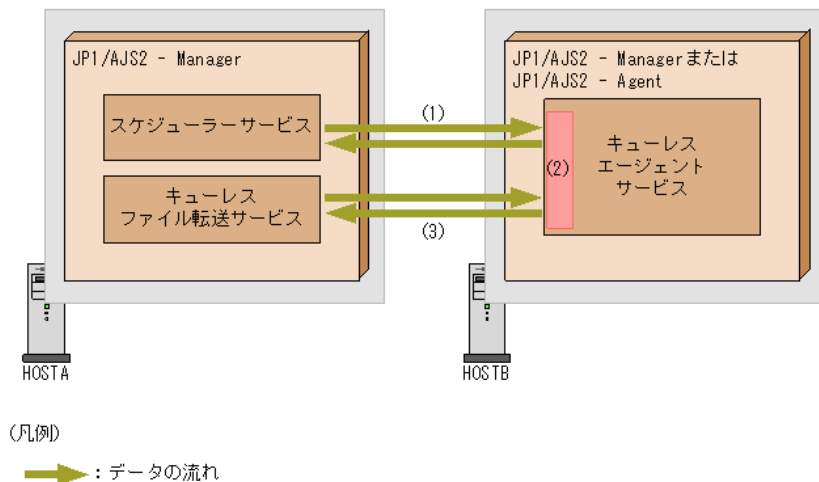 JP1/AJS2 - Manager
スケジューラーサービス
キューレス
ファイル転送サービス
(1)
(3)
JP1/AJS2 - Managerまたは
JP1/AJS2 - Agent
(2)
キューレス
エージェント
サービス
HOSTA
HOSTB
(凡例)
：データの流れ